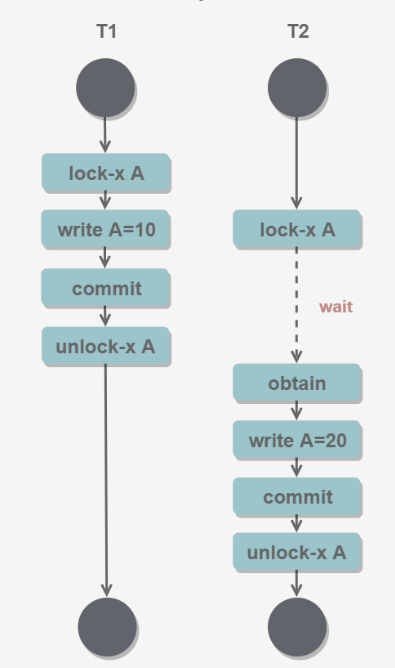 T1
T2
lock-x A
write A=10
lock-x A
commit
wait
unlock-x A
obtain
write A=20
commit
unlock-x A